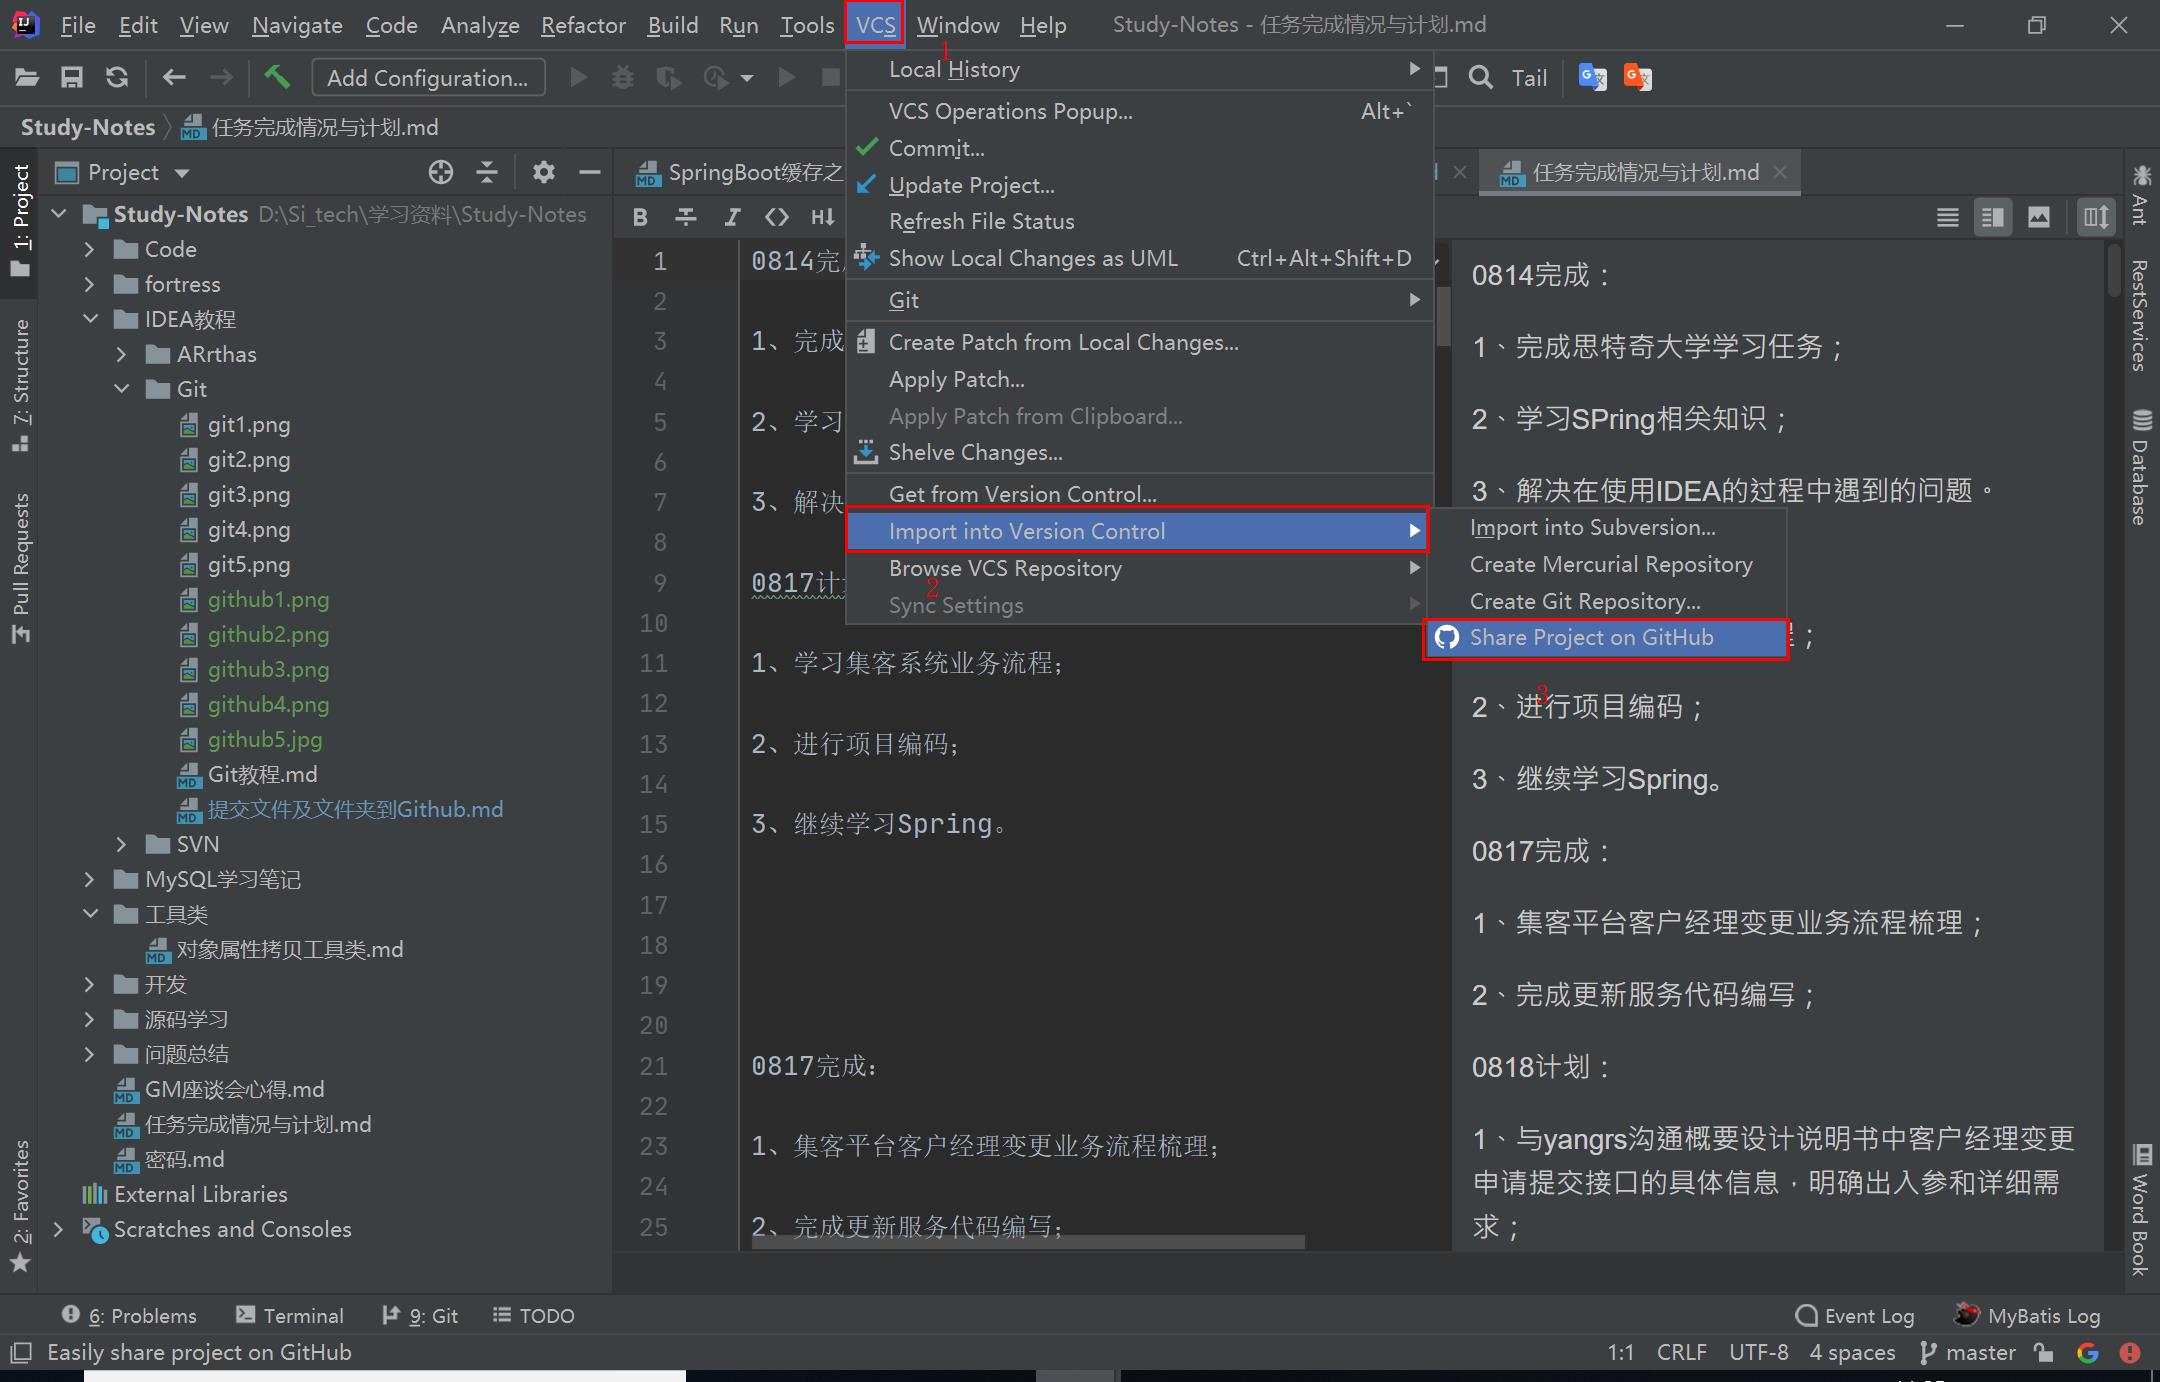 File Edit View Navigate Code Analyze Refactor Build Run Tools VCS Window Help Study-Notes - 任务完成情况与计划.md
1
Add Configuration... Tail
Study-Notes 任务完成情况与计划.md
Project
SpringBoot缓存之
任务完成情况与计划.md
1: Project
7: Structure
Pull Requests
2: Favorites
Study-Notes D:\Si_tech\学习资料\Study-Notes
Code
fortress
IDEA教程
ARrthas
Git
git1.png
git2.png
git3.png
git4.png
git5.png
github1.png
github2.png
github3.png
github4.png
github5.jpg
Git教程.md
提交文件及文件夹到Github.md
SVN
MySQL学习笔记
工具类
对象属性拷贝工具类.md
开发
源码学习
问题总结
GM座谈会心得.md
任务完成情况与计划.md
密码.md
External Libraries
Scratches and Consoles
B I <> H↓
1 0814完
2
3 1、完成
4
5 2、学习
6
7 3、解决
8
9 0817计
10
11 1、学习集客系统业务流程;
12
13 2、进行项目编码;
14
15 3、继续学习Spring。
16
17
18
19
20
21 0817完成:
22
23 1、集客平台客户经理变更业务流程梳理;
24
25 2、完成更新服务代码编写;
Local History
VCS Operations Popup... Alt+`
Commit...
Update Project...
Refresh File Status
Show Local Changes as UML Ctrl+Alt+Shift+D
Git
Create Patch from Local Changes...
Apply Patch...
Apply Patch from Clipboard...
Shelve Changes...
Get from Version Control...
Import into Version Control
Browse VCS Repository
2
Sync Settings
Import into Subversion...
Create Mercurial Repository
Create Git Repository...
Share Project on GitHub
3
0814完成：
1、完成思特奇大学学习任务；
2、学习SPring相关知识；
3、解决在使用IDEA的过程中遇到的问题。
程；
2、进行项目编码；
3、继续学习Spring。
0817完成：
1、集客平台客户经理变更业务流程梳理；
2、完成更新服务代码编写；
0818计划：
1、与yangrs沟通概要设计说明书中客户经理变更
申请提交接口的具体信息，明确出入参和详细需
求；
Ant
RestServices
Database
Word Book
6: Problems Terminal 9: Git TODO Event Log MyBatis Log
Easily share project on GitHub 1:1 CRLF UTF-8 4 spaces master